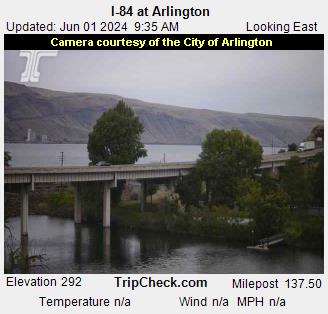 I-84 at Arlington
Updated: Jun 01 2024 9:35 AM Looking East
Camera courtesy of the City of Arlington
Elevation 292 TripCheck.com Milepost 137.50
Temperature n/a Wind n/a MPH n/a